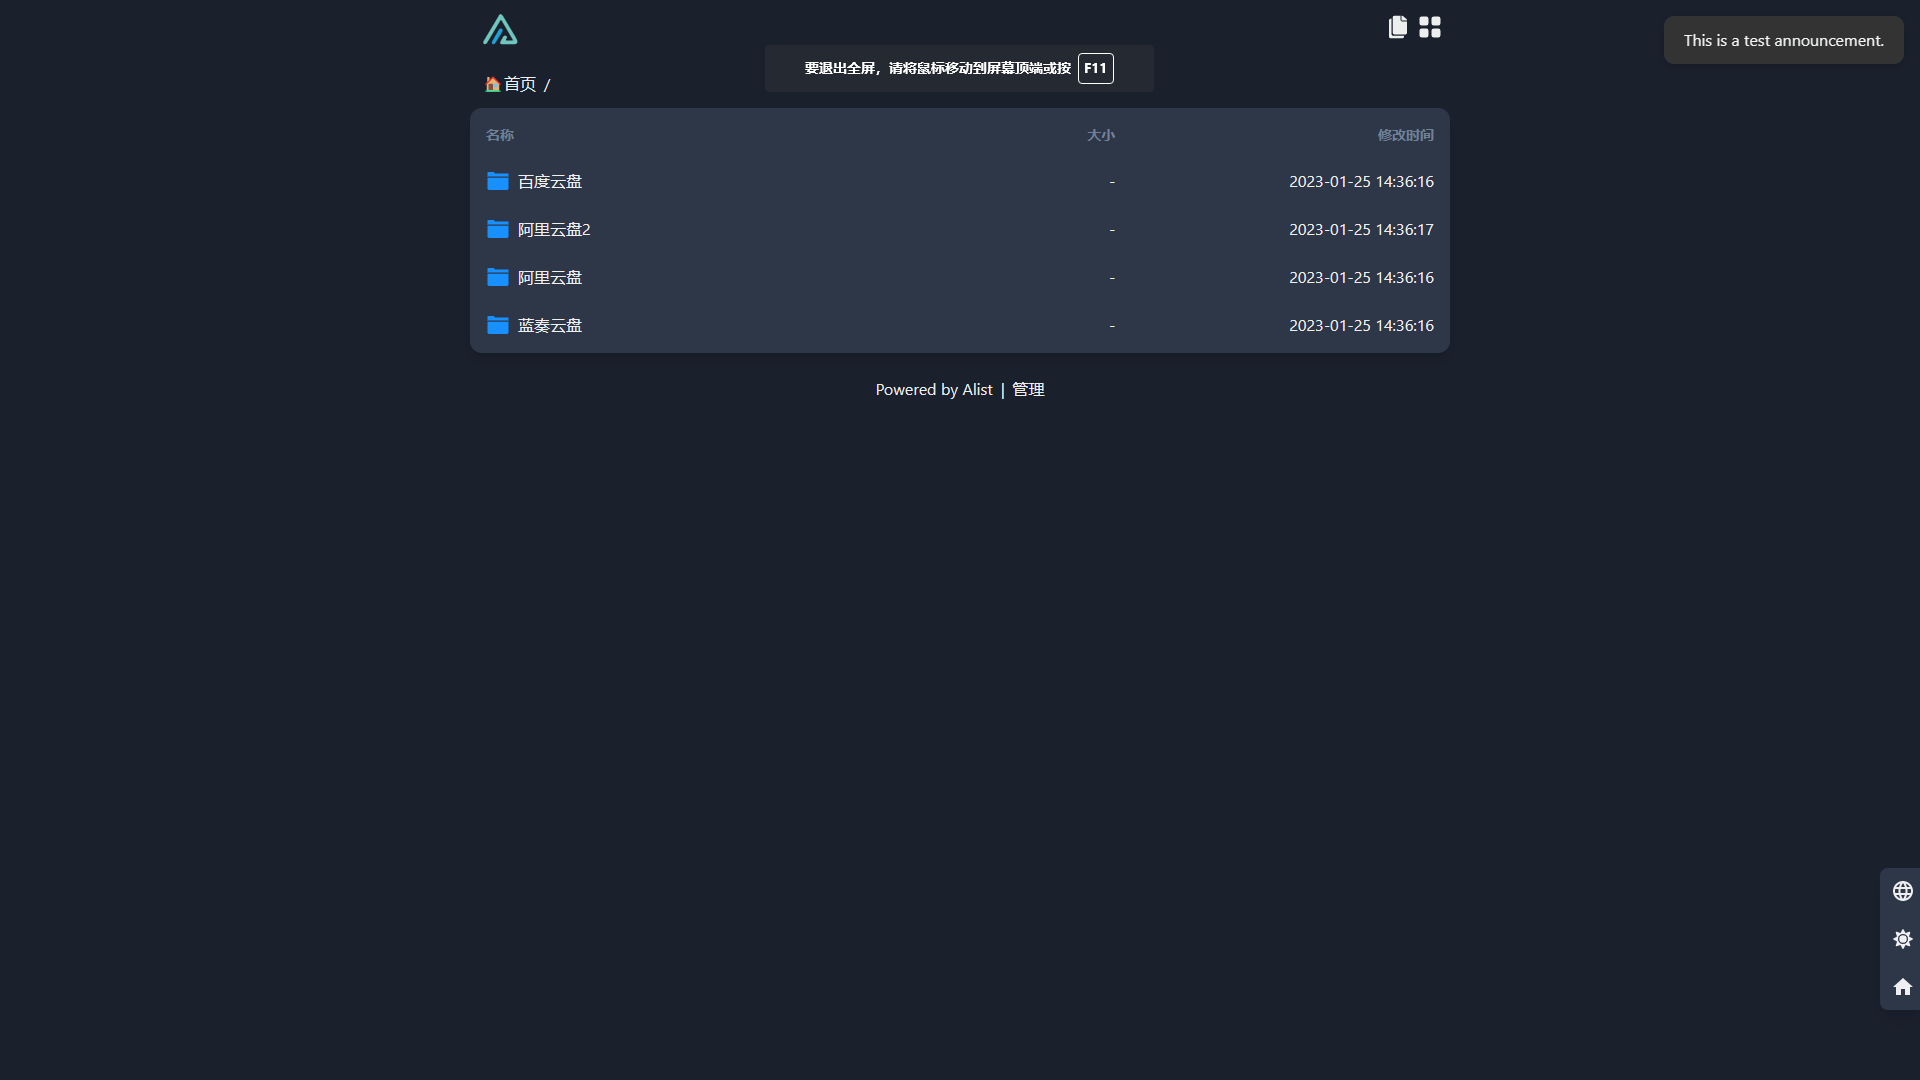 This is a test announcement.
要退出全屏，请将鼠标移动到屏幕顶端或按 F11
首页 /
名称 大小 修改时间
百度云盘 - 2023-01-25 14:36:16
阿里云盘2 - 2023-01-25 14:36:17
阿里云盘 - 2023-01-25 14:36:16
蓝奏云盘 - 2023-01-25 14:36:16
Powered by Alist | 管理